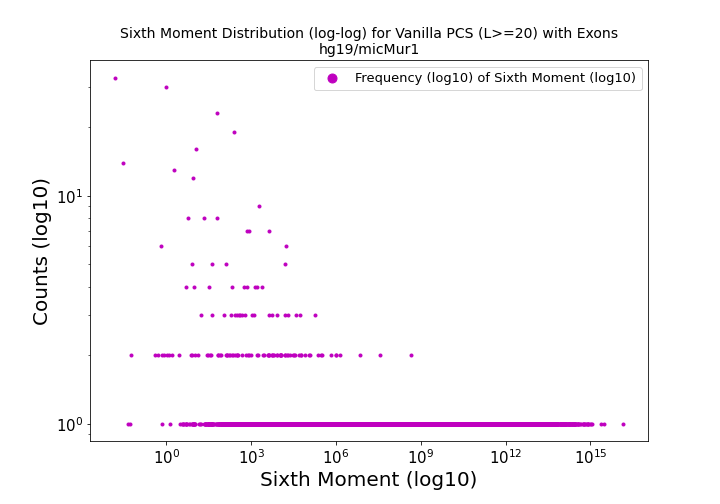 Sixth Moment Distribution (log-log) for Vanilla PCS (L>=20) with Exons
hg19/micMur1
Frequency (log10) of Sixth Moment (log10)
Counts (log10)
10¹
10⁰
10⁰ 10³ 10⁶ 10⁹ 10¹² 10¹⁵
Sixth Moment (log10)